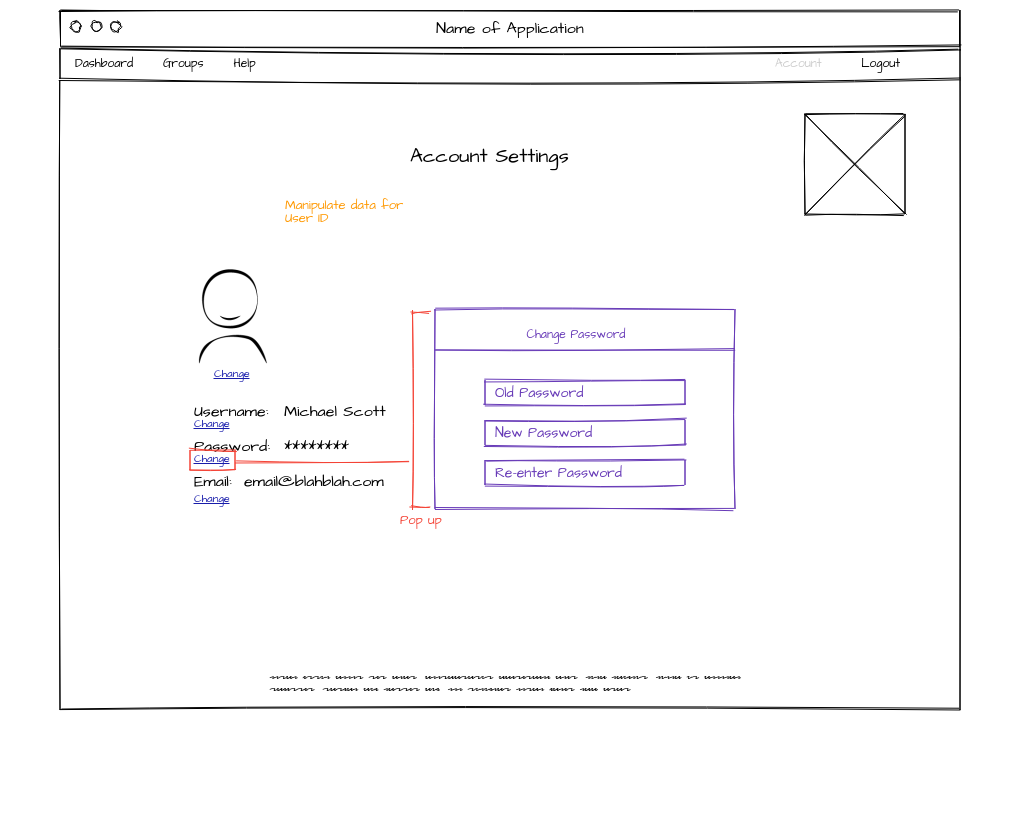 Name of Application
Dashboard Groups Help Account Logout
Account Settings
Manipulate data for
User ID
Change
Change Password
Old Password
Username: Michael Scott
Change
New Password
Password: ********
Change
Re-enter Password
Email: email@blahblah.com
Change
Pop up